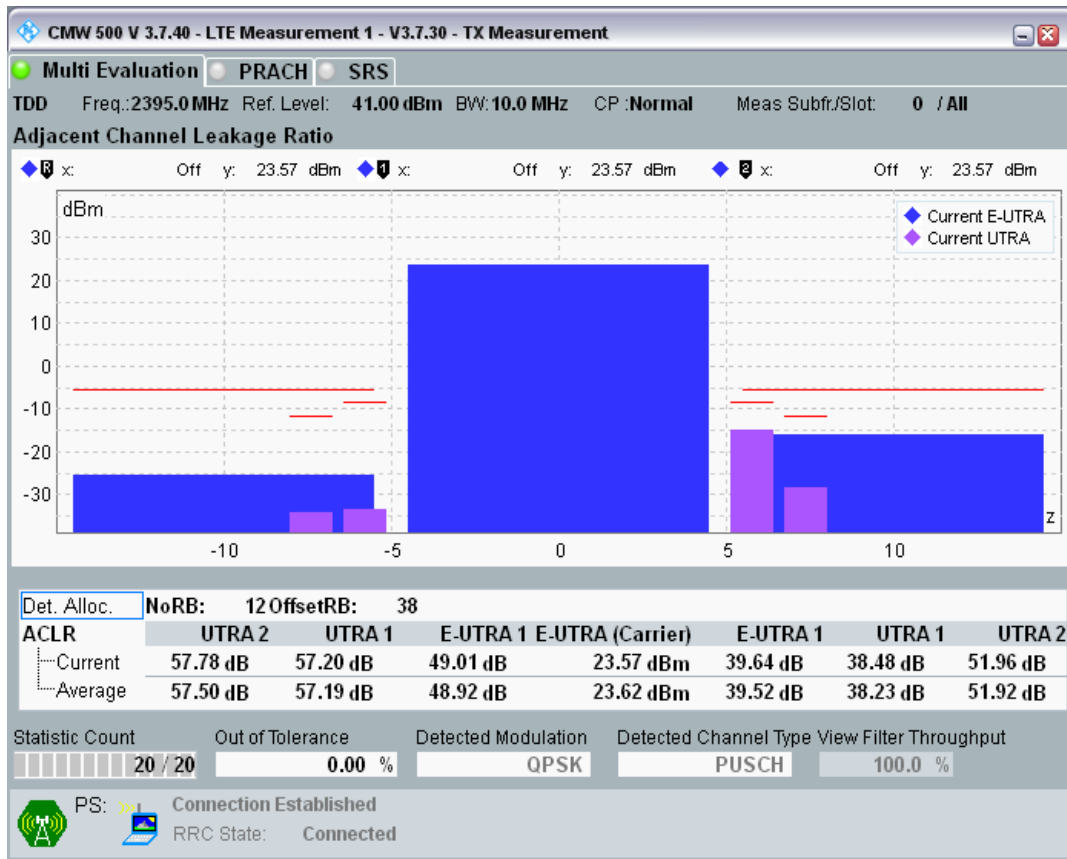 CMW 500 V 3.7.40 - LTE Measurement 1 - V3.7.30 - TX Measurement
Multi Evaluation PRACH SRS
TDD Freq.:2395.0 MHz Ref. Level: 41.00 dBm BW:10.0 MHz CP :Normal Meas Subfr./Slot: 0 / All
Adjacent Channel Leakage Ratio
R x: Off y: 23.57 dBm 1 x: Off y: 23.57 dBm 2 x: Off y: 23.57 dBm
dBm
Current E-UTRA
Current UTRA
30
20
10
0
-10
-20
-30
z
-10 -5 0 5 10
Det. Alloc. NoRB: 12 OffsetRB: 38
ACLR UTRA 2 UTRA 1 E-UTRA 1 E-UTRA (Carrier) E-UTRA 1 UTRA 1 UTRA 2
Current 57.78 dB 57.20 dB 49.01 dB 23.57 dBm 39.64 dB 38.48 dB 51.96 dB
Average 57.50 dB 57.19 dB 48.92 dB 23.62 dBm 39.52 dB 38.23 dB 51.92 dB
Statistic Count Out of Tolerance Detected Modulation Detected Channel Type View Filter Throughput
20 / 20 0.00 % QPSK PUSCH 100.0 %
PS: Connection Established
RRC State: Connected